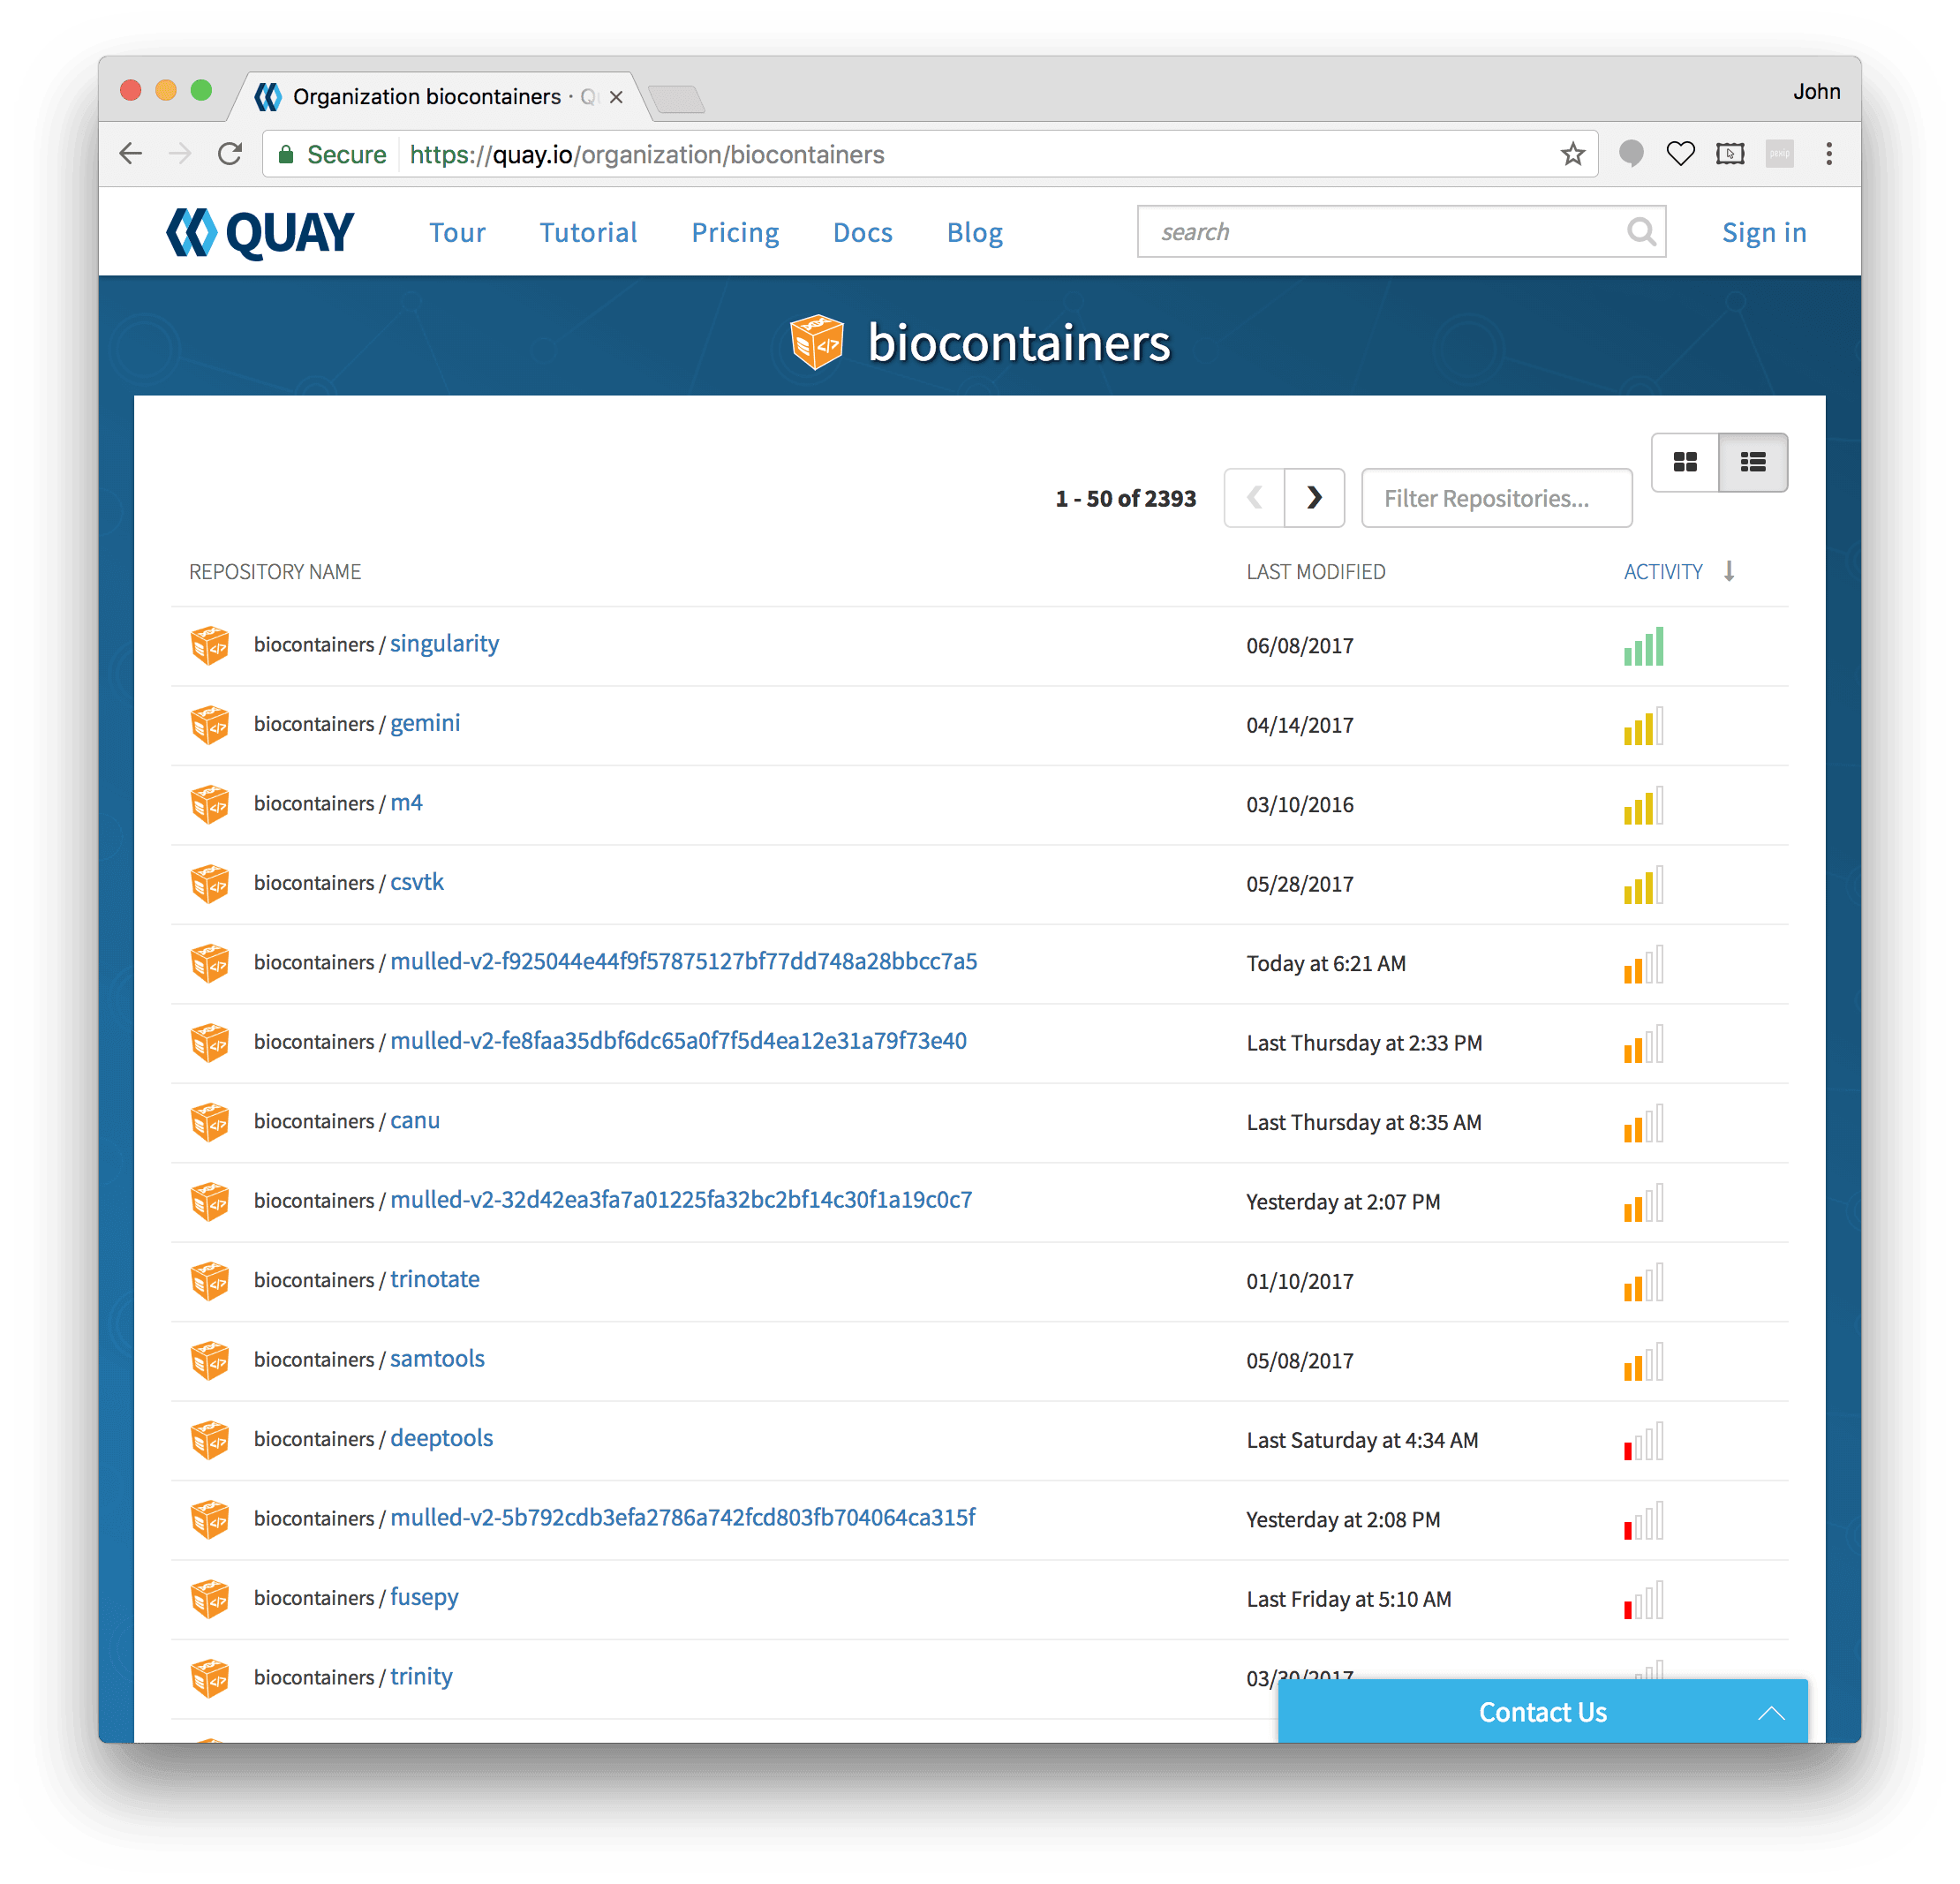 Organization biocontainers ·
John
Secure https://quay.io/organization/biocontainers
QUAY Tour Tutorial Pricing Docs Blog search Sign in
biocontainers
1 - 50 of 2393 Filter Repositories...
REPOSITORY NAME LAST MODIFIED ACTIVITY
biocontainers / singularity 06/08/2017
biocontainers / gemini 04/14/2017
biocontainers / m4 03/10/2016
biocontainers / csvtk 05/28/2017
biocontainers / mulled-v2-f925044e44f9f57875127bf77dd748a28bbcc7a5 Today at 6:21 AM
biocontainers / mulled-v2-fe8faa35dbf6dc65a0f7f5d4ea12e31a79f73e40 Last Thursday at 2:33 PM
biocontainers / canu Last Thursday at 8:35 AM
biocontainers / mulled-v2-32d42ea3fa7a01225fa32bc2bf14c30f1a19c0c7 Yesterday at 2:07 PM
biocontainers / trinotate 01/10/2017
biocontainers / samtools 05/08/2017
biocontainers / deeptools Last Saturday at 4:34 AM
biocontainers / mulled-v2-5b792cdb3efa2786a742fcd803fb704064ca315f Yesterday at 2:08 PM
biocontainers / fusepy Last Friday at 5:10 AM
biocontainers / trinity 03/30/2017
Contact Us